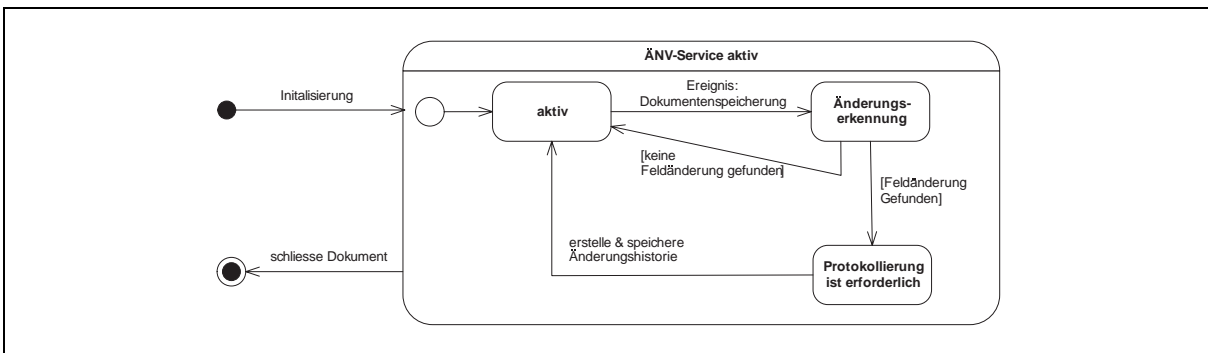 ÄNV-Service aktiv
Initalisierung
aktiv
Ereignis:
Dokumentenspeicherung
Änderungs-
erkennung
[keine
Feldänderung gefunden]
[Feldänderung
Gefunden]
erstelle & speichere
Änderungshistorie
schliesse Dokument
Protokollierung
ist erforderlich